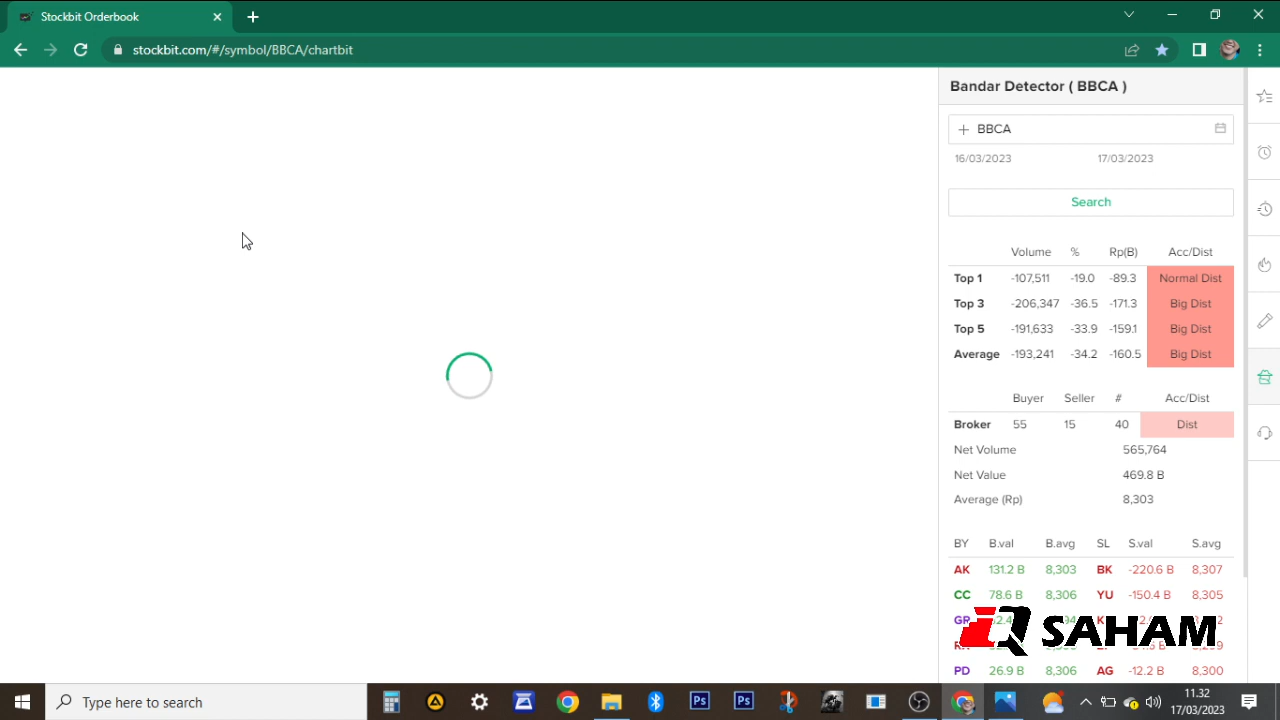 Stockbit Orderbook
stockbit.com/#/symbol/BBCA/chartbit
Bandar Detector ( BBCA )
BBCA
16/03/2023 17/03/2023
Search
Volume % Rp(B) Acc/Dist
Top 1 -107,511 -19.0 -89.3 Normal Dist
Top 3 -206,347 -36.5 -171.3 Big Dist
Top 5 -191,633 -33.9 -159.1 Big Dist
Average -193,241 -34.2 -160.5 Big Dist
Buyer Seller # Acc/Dist
Broker 55 15 40 Dist
Net Volume 565,764
Net Value 469.8 B
Average (Rp) 8,303
BY B.val B.avg SL S.val S.avg
AK 131.2 B 8,303 BK -220.6 B 8,307
CC 78.6 B 8,306 YU -150.4 B 8,305
iQ SAHAM
PD 26.9 B 8,306 AG -12.2 B 8,300
Type here to search
Ps Ps
11.32
17/03/2023